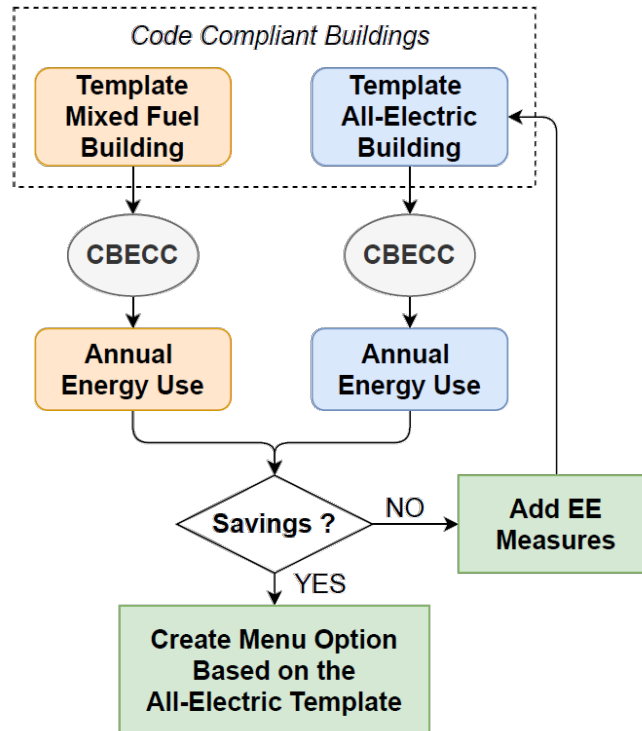 Code Compliant Buildings
Template
Mixed Fuel
Building
Template
All-Electric
Building
CBECC
CBECC
Annual
Energy Use
Annual
Energy Use
Savings ?
NO
Add EE
Measures
YES
Create Menu Option
Based on the
All-Electric Template